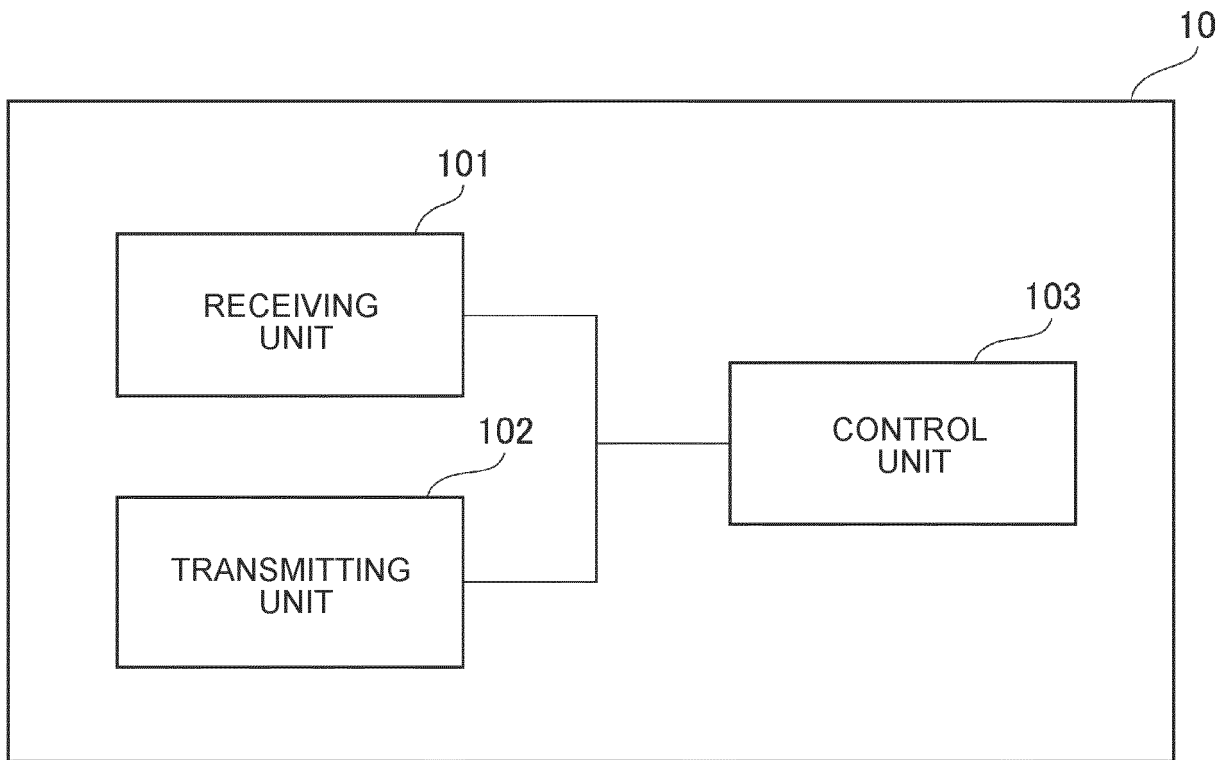 10
101
RECEIVING
UNIT
103
CONTROL
UNIT
102
TRANSMITTING
UNIT